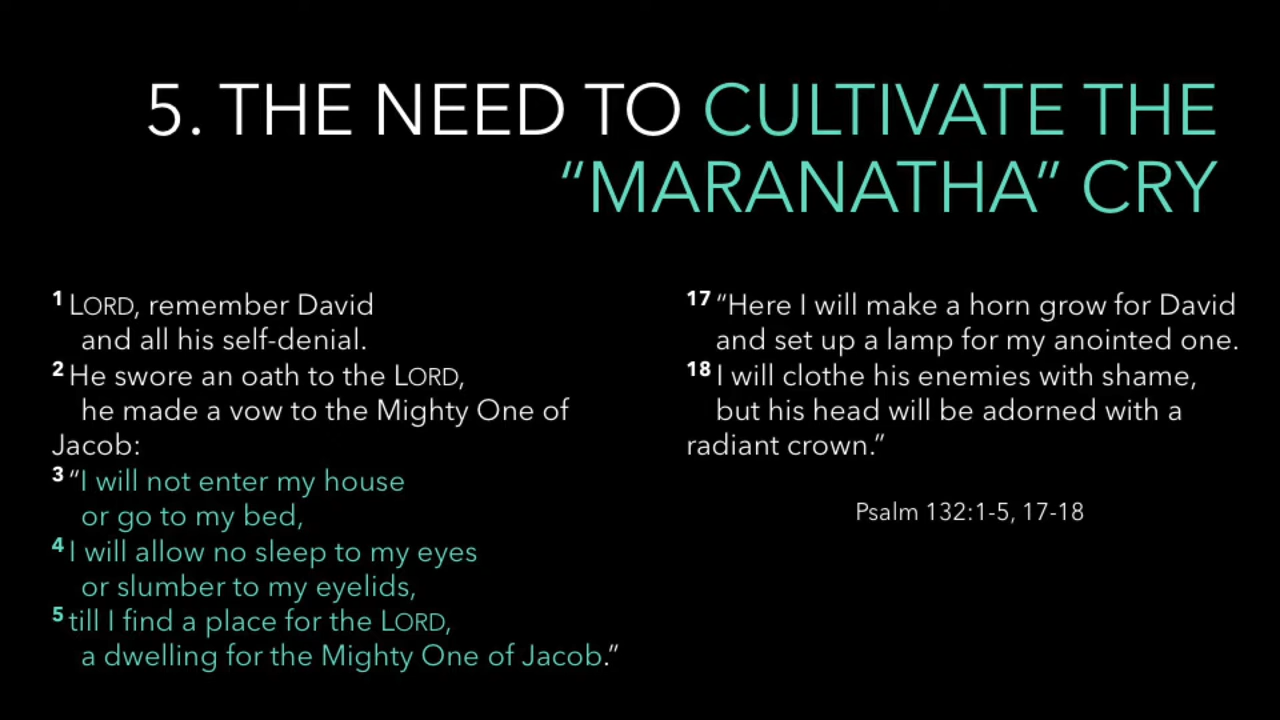 5. THE NEED TO CULTIVATE THE
“MARANATHA” CRY
1 LORD, remember David
and all his self-denial.
2 He swore an oath to the LORD,
he made a vow to the Mighty One of
Jacob:
3 “I will not enter my house
or go to my bed,
4 I will allow no sleep to my eyes
or slumber to my eyelids,
5 till I find a place for the LORD,
a dwelling for the Mighty One of Jacob.”
17 “Here I will make a horn grow for David
and set up a lamp for my anointed one.
18 I will clothe his enemies with shame,
but his head will be adorned with a
radiant crown.”
Psalm 132:1-5, 17-18